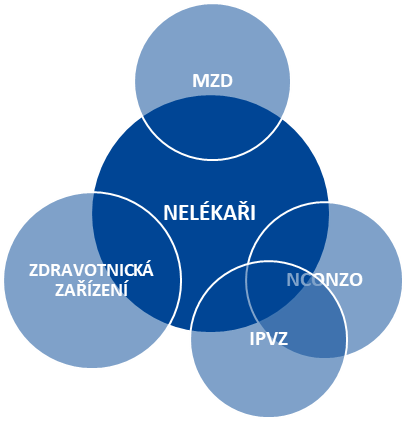 MZD
NELÉKAŘI
ZDRAVOTNICKÁ
ZAŘÍZENÍ
NCONZO
IPVZ